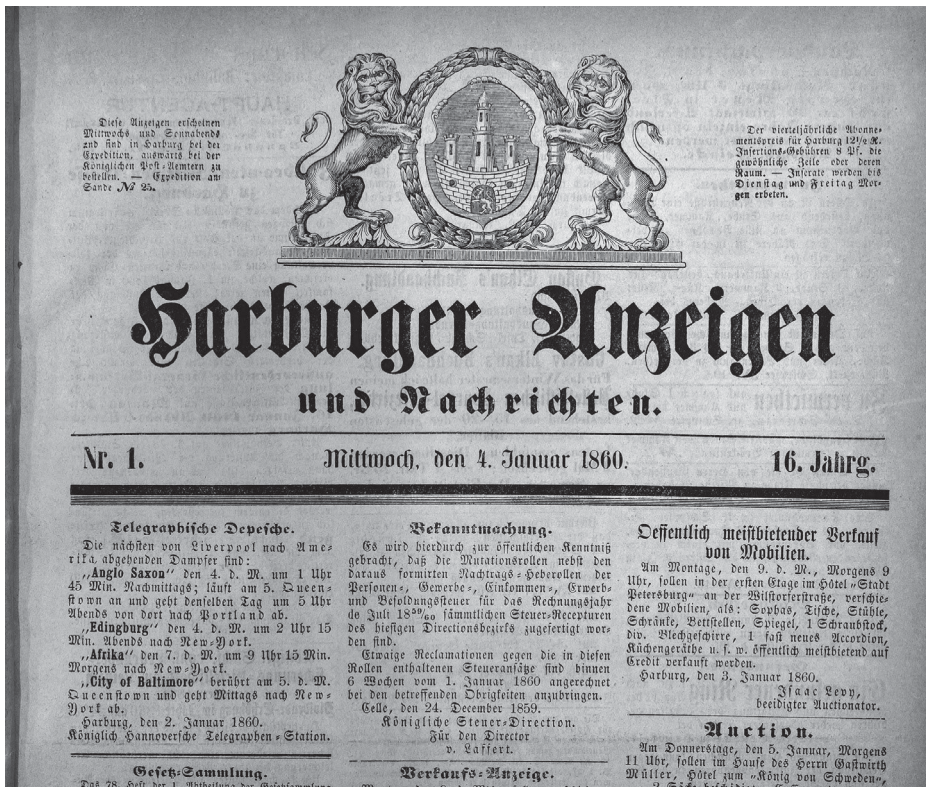 Diese Anzeigen erscheinen
Mittwochs und Sonnabends
und sind in Harburg bei der
Expedition, auswärts bei der
Königlichen Post-Aemtern zu
bestellen. — Expedition am
Sande № 25.
Der vierteljährliche Abonne-
mentspreis für Harburg 12½ R.
Insertions-Gebühren 8 Pf. die
gewöhnliche Zeile oder deren
Raum. — Inserate werden bis
Dienstag und Freitag Mor-
gen erbeten.
Harburger Anzeigen
und Nachrichten.
Nr. 1.
Mittwoch, den 4. Januar 1860.
16. Jahrg.
Telegraphische Depesche.
Die nächsten von Liverpool nach Ame-
rika abgehenden Dampfer sind:
„Anglo Saxon“ den 4. d. M. um 1 Uhr
45 Min. Nachmittags; läuft am 5. Queen-
stown an und geht denselben Tag um 5 Uhr
Abends von dort nach Portland ab.
„Edingburg“ den 4. d. M. um 2 Uhr 15
Min. Abends nach New-York.
„Afrika“ den 7. d. M. um 9 Uhr 15 Min.
Morgens nach New-York.
„City of Baltimore“ berührt am 5. d. M.
Queenstown und geht Mittags nach New-
York ab.
Harburg, den 2. Januar 1860.
Königlich Hannoversche Telegraphen-Station.
Gesetz-Sammlung.
Das 78. Heft der 1. Abtheilung der Gesetzsammlung
Bekanntmachung.
Es wird hierdurch zur öffentlichen Kenntniß
gebracht, daß die Mutationsrollen nebst den
daraus formirten Nachtrags-Heberollen der
Personen-, Gewerbe-, Einkommen-, Erwerb-
und Besoldungssteuer für das Rechnungsjahr
de Juli 18⁵⁹/₆₀ sämmtlichen Steuer-Recepturen
des hiesigen Directionsbezirks zugefertigt wor-
den sind.
Etwaige Reclamationen gegen die in diesen
Rollen enthaltenen Steueransätze sind binnen
6 Wochen vom 1. Januar 1860 angerechnet
bei den betreffenden Obrigkeiten anzubringen.
Celle, den 24. December 1859.
Königliche Steuer-Direction.
Für den Director
v. Laffert.
Verkaufs-Anzeige.
Oeffentlich meistbietender Verkauf
von Mobilien.
Am Montage, den 9. d. M., Morgens 9
Uhr, sollen in der ersten Etage im Hôtel „Stadt
Petersburg“ an der Wilstorferstraße, verschie-
dene Mobilien, als: Sophas, Tische, Stühle,
Schränke, Bettstellen, Spiegel, 1 Schraubstock,
div. Blechgeschirre, 1 fast neues Accordion,
Küchengeräthe u. s. w. öffentlich meistbietend auf
Credit verkauft werden.
Harburg, den 3. Januar 1860.
Isaac Levy,
beeidigter Auctionator.
Auction.
Am Donnerstage, den 5. Januar, Morgens
11 Uhr, sollen im Hause des Herrn Gastwirth
Müller, Hôtel zum „König von Schweden“,